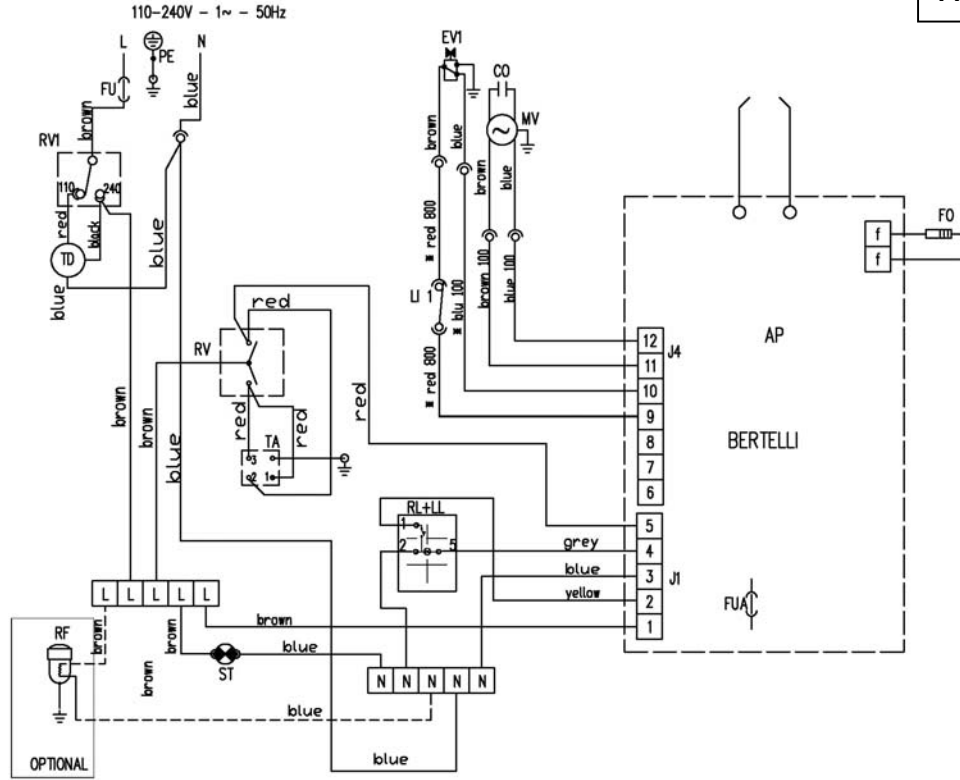 110-240V - 1~ - 50Hz
L
PE
N
FU
blue
brown
RV1
110
240
red
black
TD
blue
blue
EV1
CO
MV
brown
blue
brown
blue
* red 800
LI 1
* blu 100
brown 100
blue 100
* red 800
FO
f
f
AP
BERTELLI
J4
12
11
10
9
8
7
6
red
RV
brown
brown
blue
red
red
red
TA
3
2
1
RL+LL
1
2
5
5
4
3
2
1
J1
grey
blue
yellow
brown
FUA
L L L L L
RF
brown
brown
brown
ST
blue
N N N N N
blue
blue
OPTIONAL